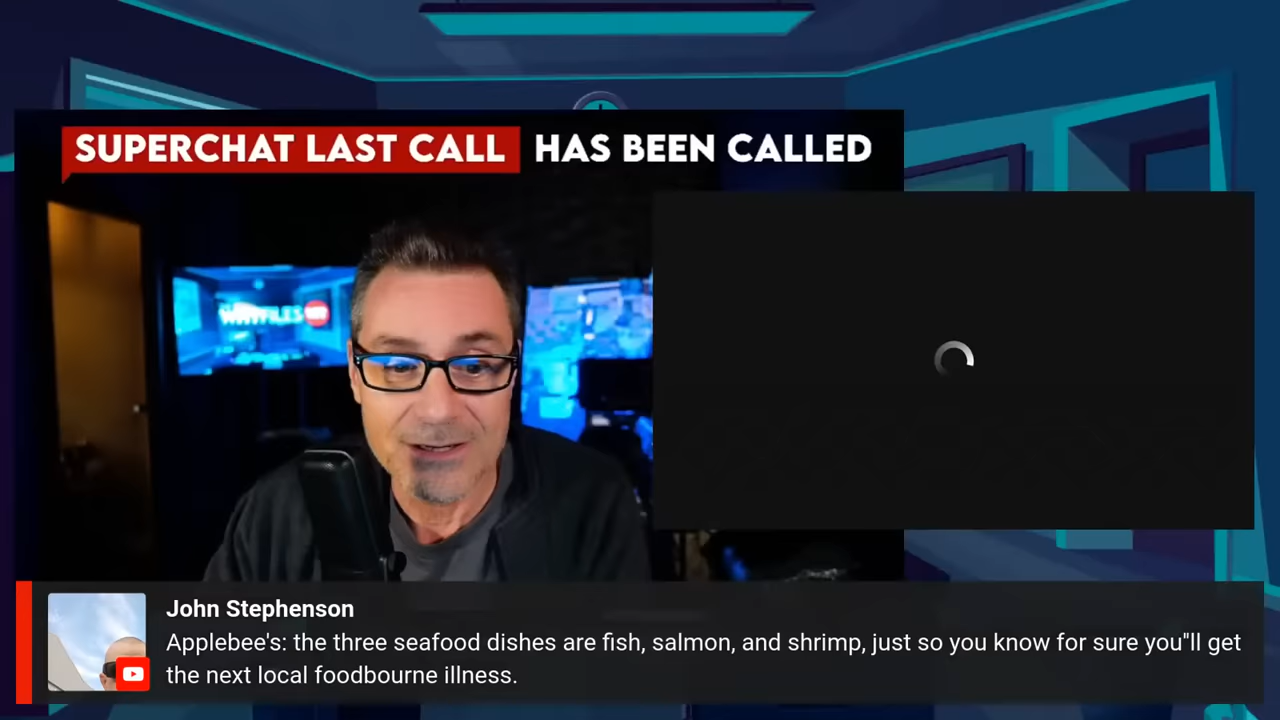 SUPERCHAT LAST CALL HAS BEEN CALLED
John Stephenson
Applebee's: the three seafood dishes are fish, salmon, and shrimp, just so you know for sure you"ll get
the next local foodbourne illness.